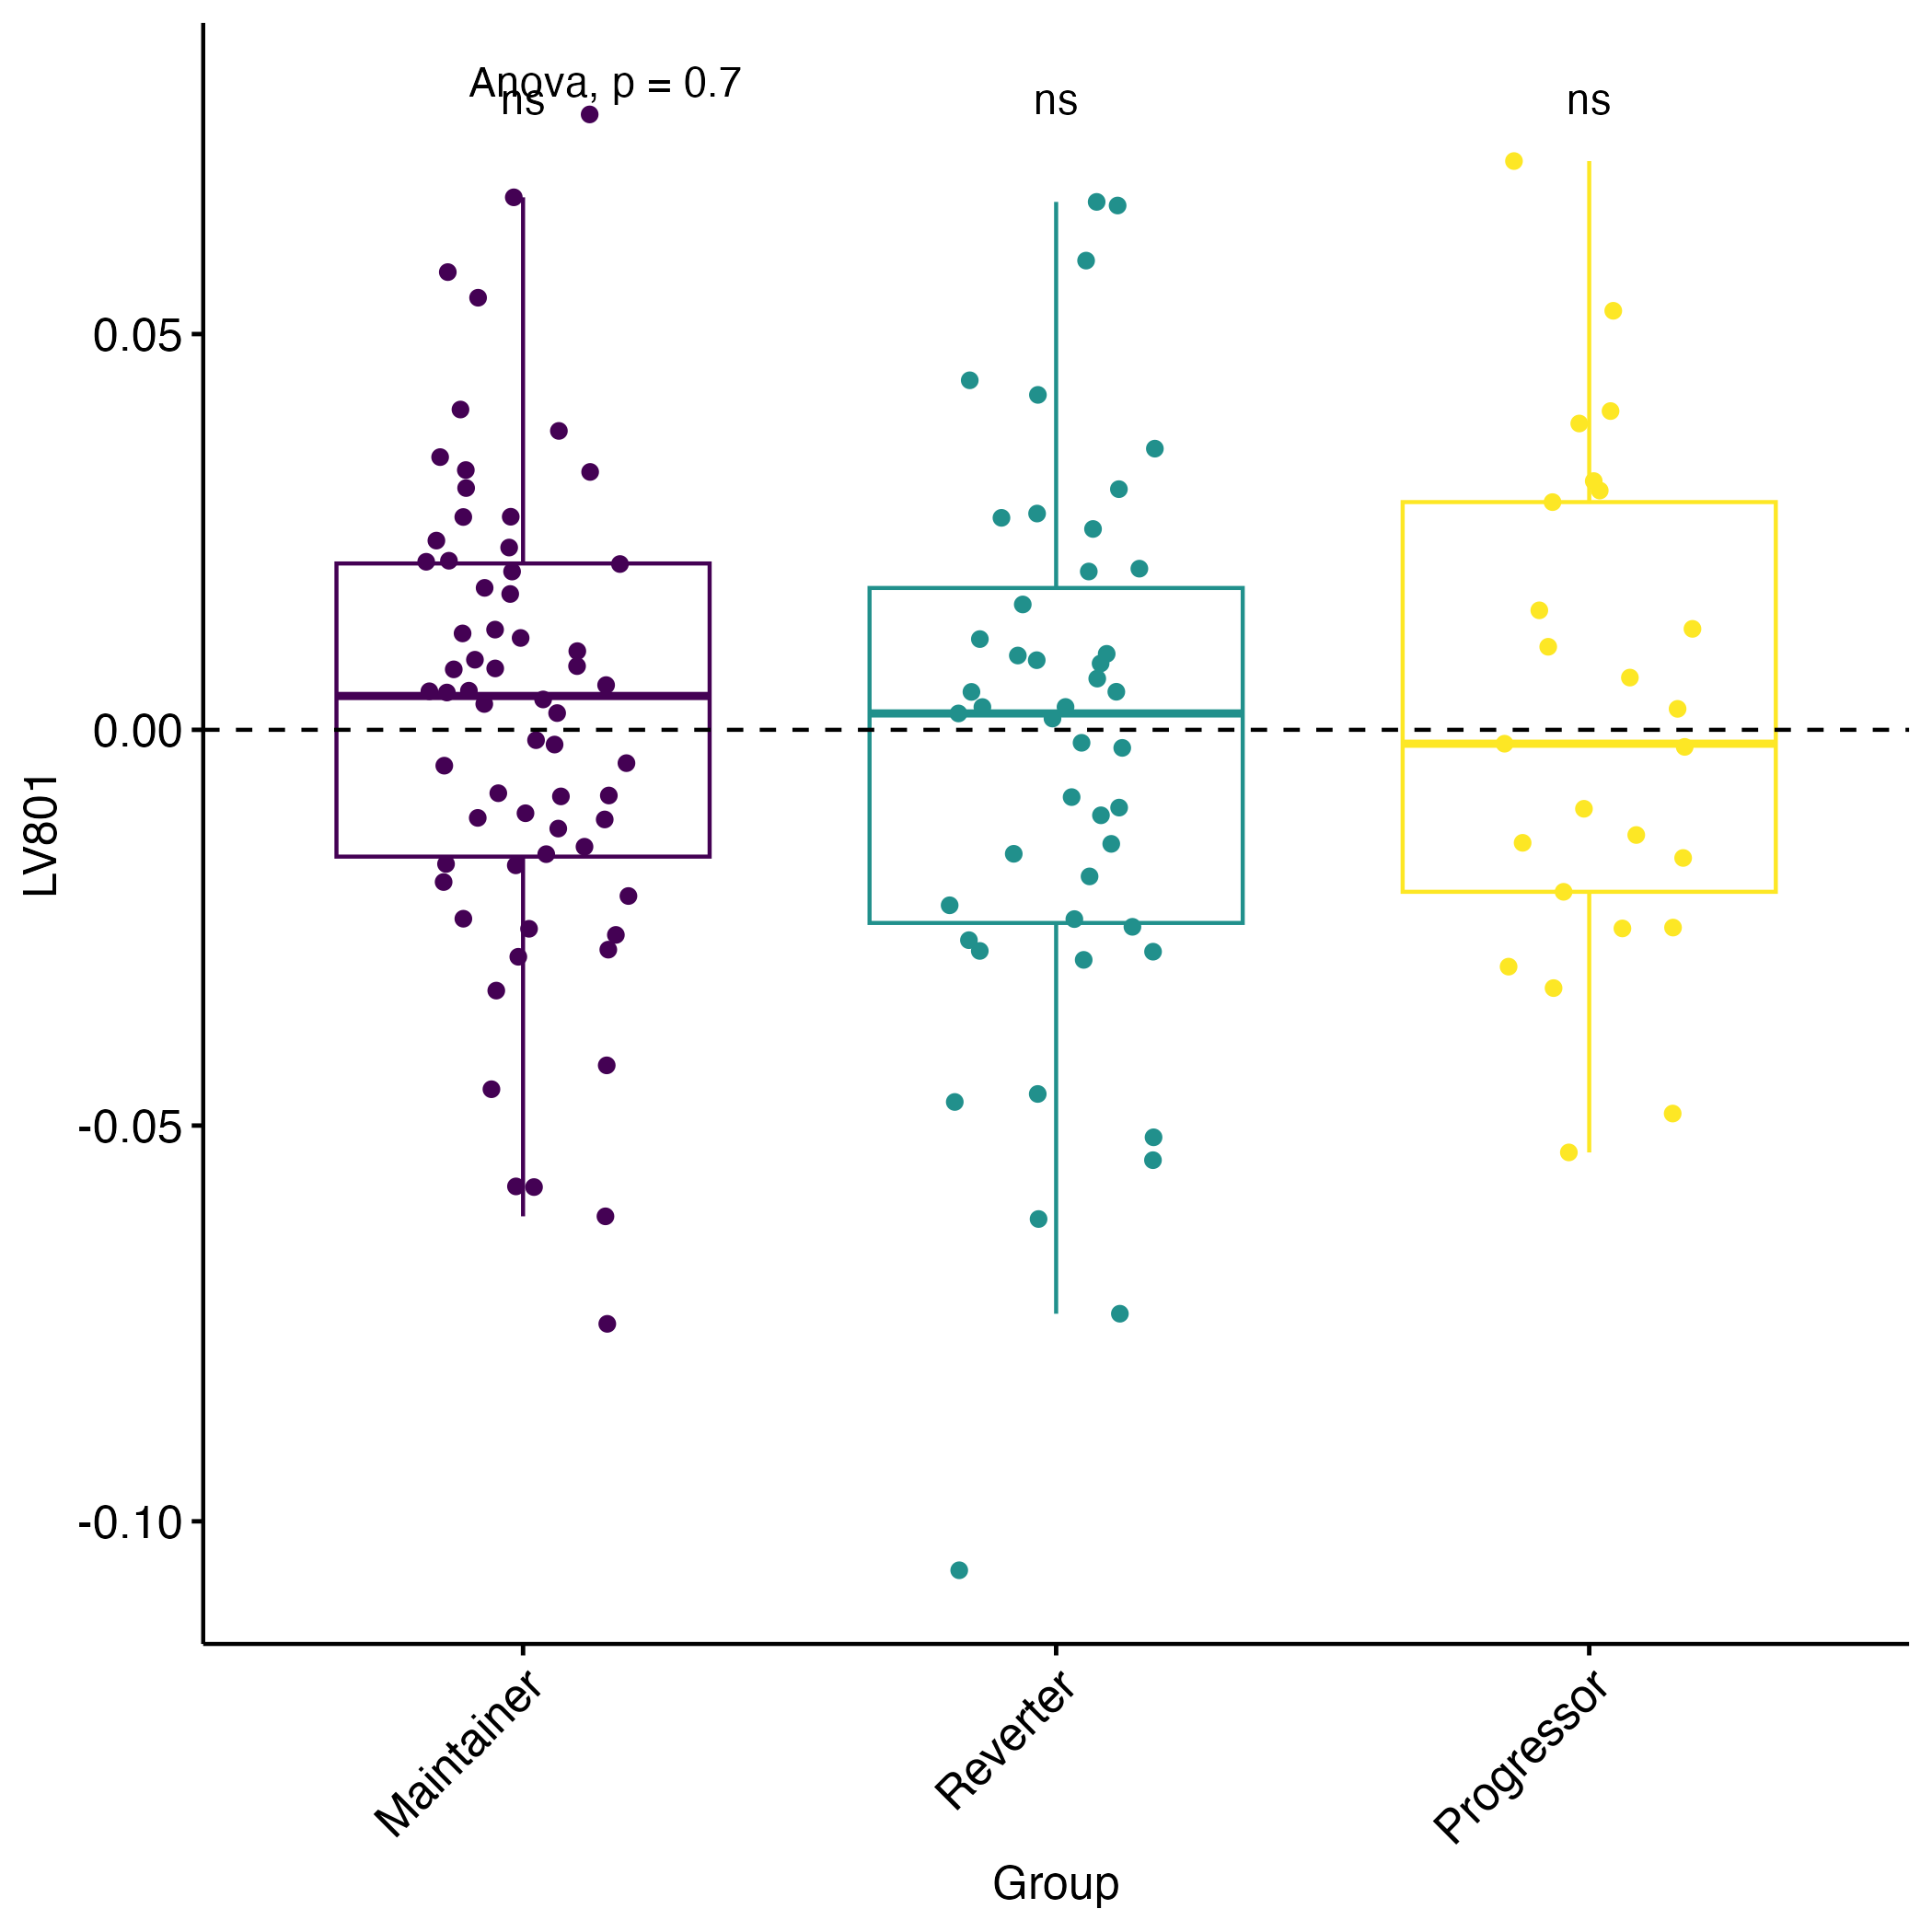 Anova, p = 0.7
ns ns ns
0.05
0.00
-0.05
-0.10
LV801
Maintainer Reverter Progressor
Group